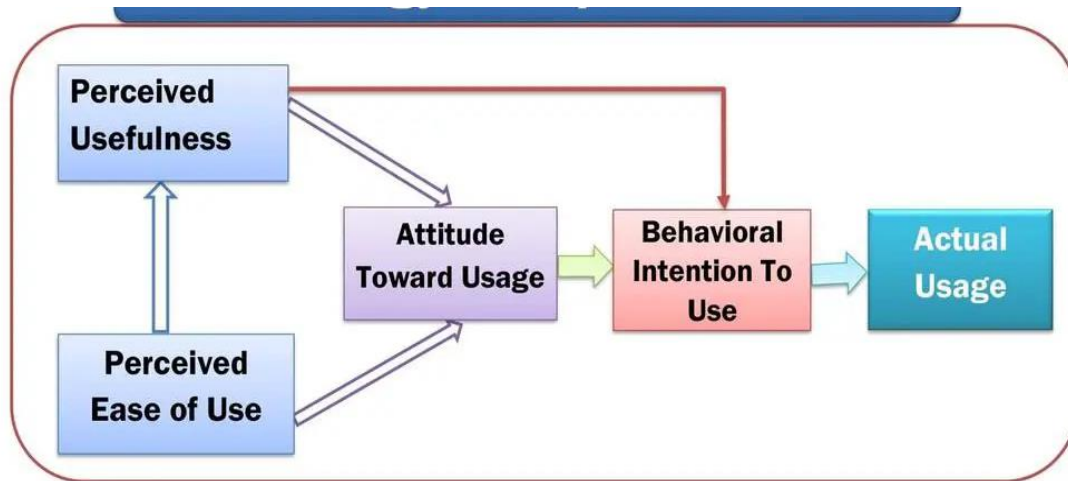 Perceived
Usefulness
Attitude
Toward Usage
Behavioral
Intention To
Use
Actual
Usage
Perceived
Ease of Use